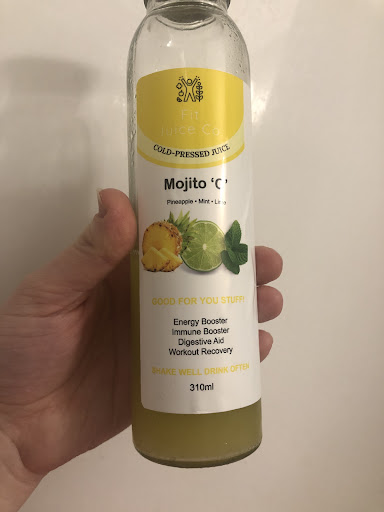 Fit
Juice Co.
COLD-PRESSED JUICE
Mojito 'C'
Pineapple • Mint • Lime
GOOD FOR YOU STUFF!
Energy Booster
Immune Booster
Digestive Aid
Workout Recovery
SHAKE WELL DRINK OFTEN
310ml